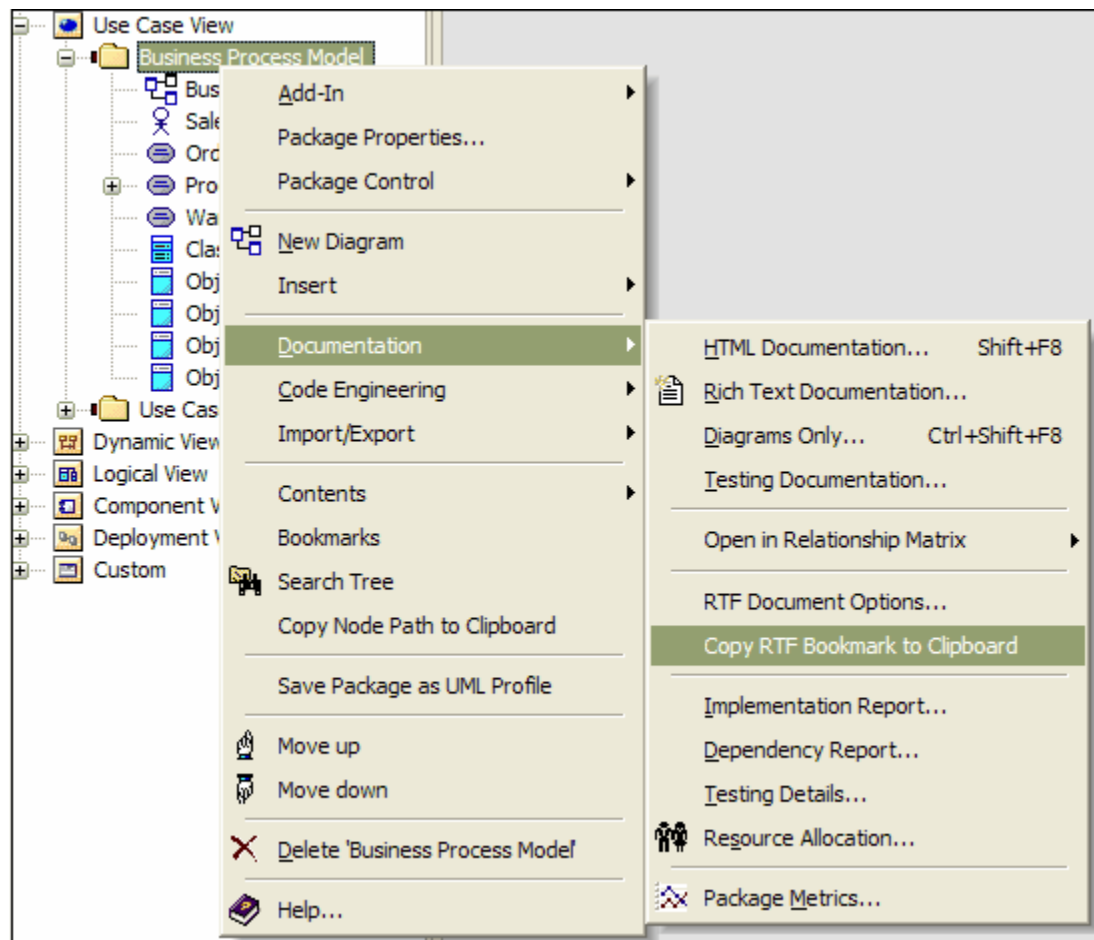 Use Case View
Business Process Model
Bus
Sale
Ord
Pro
Wa
Clas
Obj
Obj
Obj
Obj
Use Cas
Dynamic View
Logical View
Component V
Deployment V
Custom
Add-In
Package Properties...
Package Control
New Diagram
Insert
Documentation
Code Engineering
Import/Export
Contents
Bookmarks
Search Tree
Copy Node Path to Clipboard
Save Package as UML Profile
Move up
Move down
Delete 'Business Process Model'
Help...
HTML Documentation... Shift+F8
Rich Text Documentation...
Diagrams Only... Ctrl+Shift+F8
Testing Documentation...
Open in Relationship Matrix
RTF Document Options...
Copy RTF Bookmark to Clipboard
Implementation Report...
Dependency Report...
Testing Details...
Resource Allocation...
Package Metrics...